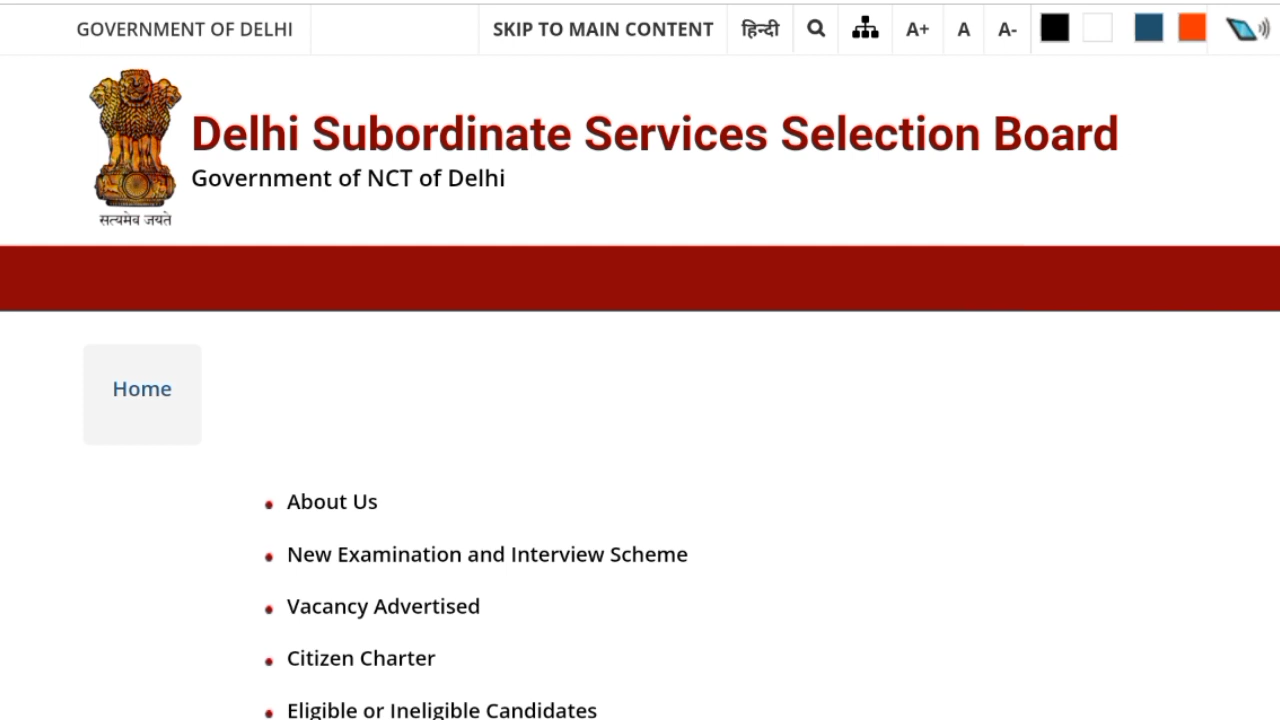 GOVERNMENT OF DELHI
SKIP TO MAIN CONTENT
हिन्दी
A+
A
A-
सत्यमेव जयते
Delhi Subordinate Services Selection Board
Government of NCT of Delhi
Home
About Us
New Examination and Interview Scheme
Vacancy Advertised
Citizen Charter
Eligible or Ineligible Candidates